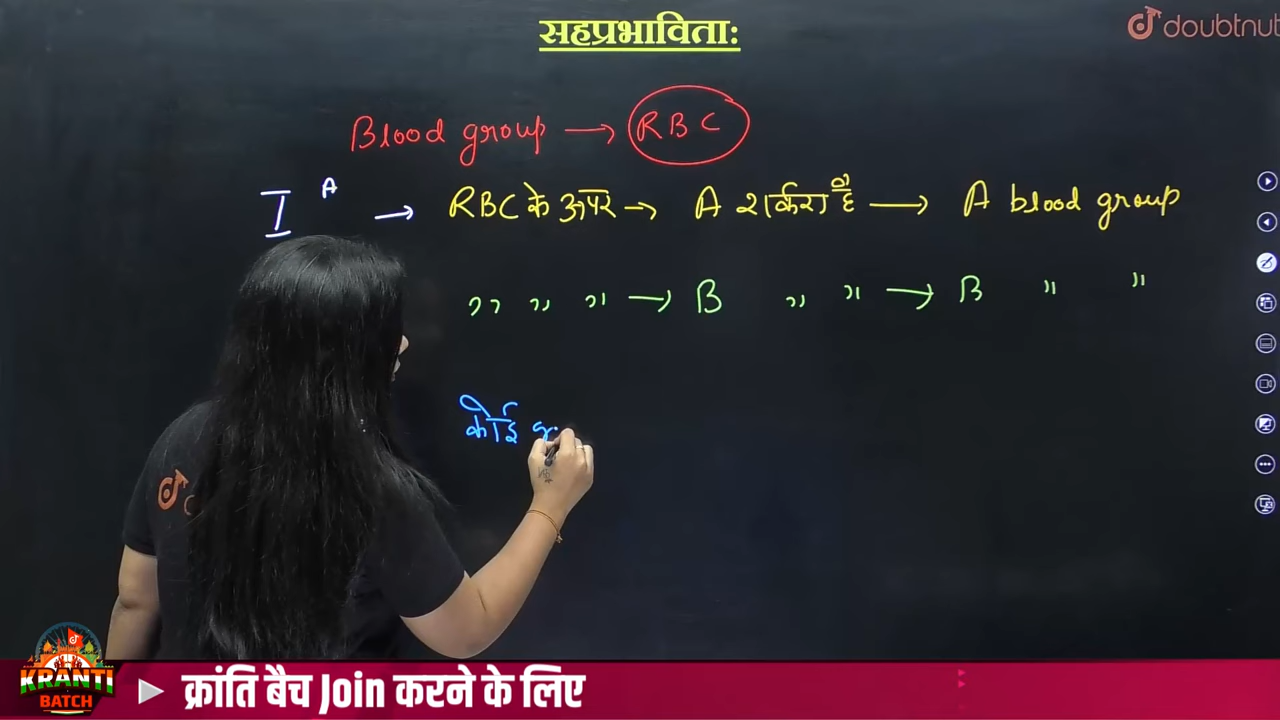 सहप्रभाविता:
doubtnut
Blood group → RBC
I A → RBC के ऊपर → A शर्करा है → A blood group
" " " → B " " → B " "
कोई
KRANTI
BATCH
क्रांति बैच Join करने के लिए